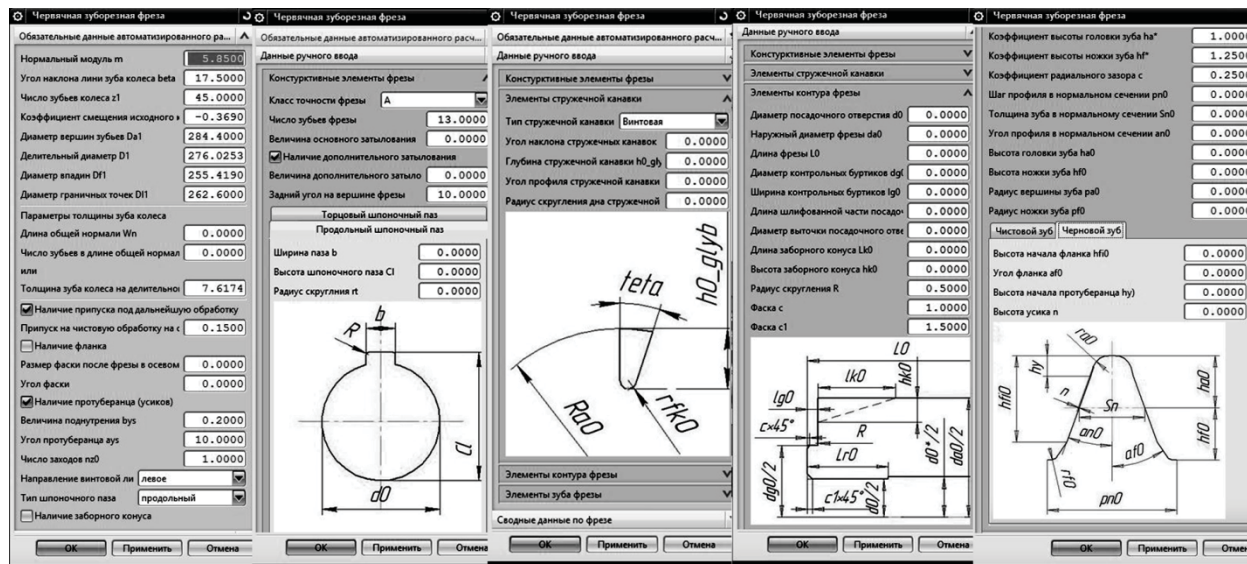 Червячная зуборезная фреза
Обязательные данные автоматизированного ра...
Нормальный модуль m 5.8500
Угол наклона лини зуба колеса beta 17.5000
Число зубьев колеса z1 45.0000
Коэффициент смещения исходного к -0.3690
Диаметр вершин зубьев Da1 284.4000
Делительный диаметр D1 276.0253
Диаметр впадин Df1 255.4190
Диаметр граничных точек Dl1 262.6000
Параметры толщины зуба колеса
Длина общей нормали Wn 0.0000
Число зубьев в длине общей нормал 0.0000
или
Толщина зуба колеса на делительно 7.6174
Наличие припуска под дальнейшую обработку
Припуск на чистовую обработку на с 0.1500
Наличие фланка
Размер фаски после фрезы в осевом 0.0000
Угол фаски 0.0000
Наличие протуберанца (усиков)
Величина поднутрения bys 0.2000
Угол протуберанца ays 10.0000
Число заходов nz0 1.0000
Направление винтовой ли левое
Тип шпоночного паза продольный
Наличие заборного конуса
OK Применить Отмена
Червячная зуборезная фреза
Обязательные данные автоматизированного расч...
Данные ручного ввода
Констурктивные элементы фрезы
Класс точности фрезы A
Число зубьев фрезы 13.0000
Величина основного затылования 0.0000
Наличие дополнительного затылования
Величина дополнительного затыло 0.0000
Задний угол на вершине фрезы 10.0000
Торцовый шпоночный паз
Продольный шпоночный паз
Ширина паза b 0.0000
Высота шпоночного паза Cl 0.0000
Радиус скругления rt 0.0000
b
R
Cl
d0
OK Применить Отмена
Червячная зуборезная фреза
Обязательные данные автоматизированного расч...
Данные ручного ввода
Констурктивные элементы фрезы
Элементы стружечной канавки
Тип стружечной канавки Винтовая
Угол наклона стружечных канавок 0.0000
Глубина стружечной канавки h0_gly 0.0000
Угол профиля стружечной канавки 0.0000
Радиус скругления дна стружечной 0.0000
teta
h0_glyb
Ra0
rfk0
Элементы контура фрезы
Элементы зуба фрезы
Сводные данные по фрезе
OK Применить Отмена
Червячная зуборезная фреза
Данные ручного ввода
Констурктивные элементы фрезы
Элементы стружечной канавки
Элементы контура фрезы
Диаметр посадочного отверстия d0 0.0000
Наружный диаметр фрезы da0 0.0000
Длина фрезы L0 0.0000
Диаметр контрольных буртиков dg0 0.0000
Ширина контрольных буртиков lg0 0.0000
Длина шлифованной части посадо 0.0000
Диаметр выточки посадочного отве 0.0000
Длина заборного конуса Lk0 0.0000
Высота заборного конуса hk0 0.0000
Радиус скругления R 0.5000
Фаска c 1.0000
Фаска c1 1.5000
L0
lk0
hk0
lg0
c×45°
R
Lr0
c1×45°
dg0/2
d0/2
d0*/2
da0/2
OK Применить Отмена
Червячная зуборезная фреза
Коэффициент высоты головки зуба ha* 1.0000
Коэффициент высоты ножки зуба hf* 1.2500
Коэффициент радиального зазора c 0.2500
Шаг профиля в нормальном сечении pn0 0.0000
Толщина зуба в нормальному сечении Sn0 0.0000
Угол профиля в нормальном сечении an0 0.0000
Высота головки зуба ha0 0.0000
Высота ножки зуба hf0 0.0000
Радиус вершины зуба pa0 0.0000
Радиус ножки зуба pf0 0.0000
Чистовой зуб Черновой зуб
Высота начала фланка hfi0 0.0000
Угол фланка af0 0.0000
Высота начала протуберанца hy) 0.0000
Высота усика n 0.0000
ra0
hy
n
Sn
hfi0
an0
af0
ha0
hf0
rf0
pn0
OK Применить Отмен